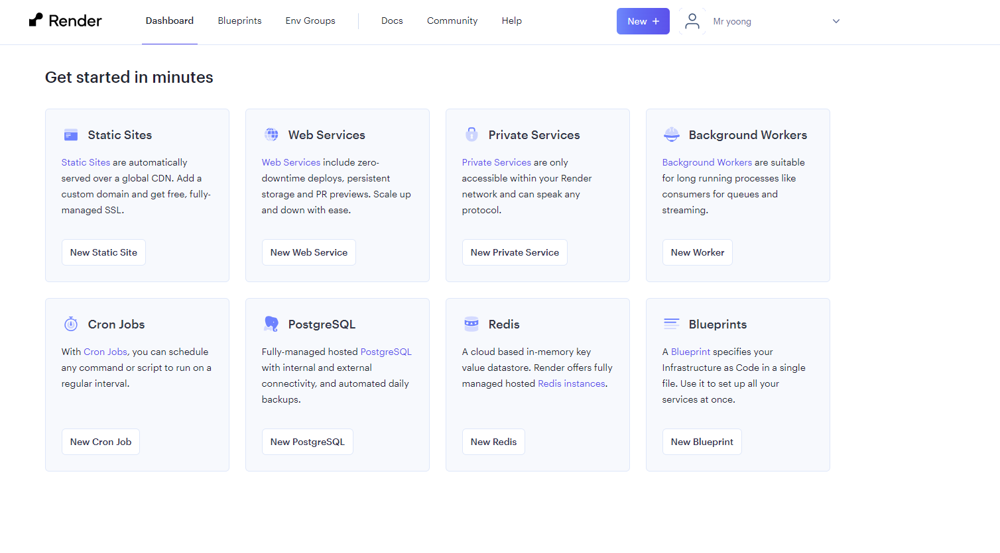 Render
Dashboard
Blueprints
Env Groups
Docs
Community
Help
New +
Mr yoong
Get started in minutes
Static Sites
Static Sites are automatically
served over a global CDN. Add a
custom domain and get free, fully-
managed SSL.
New Static Site
Web Services
Web Services include zero-
downtime deploys, persistent
storage and PR previews. Scale up
and down with ease.
New Web Service
Private Services
Private Services are only
accessible within your Render
network and can speak any
protocol.
New Private Service
Background Workers
Background Workers are suitable
for long running processes like
consumers for queues and
streaming.
New Worker
Cron Jobs
With Cron Jobs, you can schedule
any command or script to run on a
regular interval.
New Cron Job
PostgreSQL
Fully-managed hosted PostgreSQL
with internal and external
connectivity, and automated daily
backups.
New PostgreSQL
Redis
A cloud based in-memory key
value datastore. Render offers fully
managed hosted Redis instances.
New Redis
Blueprints
A Blueprint specifies your
Infrastructure as Code in a single
file. Use it to set up all your
services at once.
New Blueprint